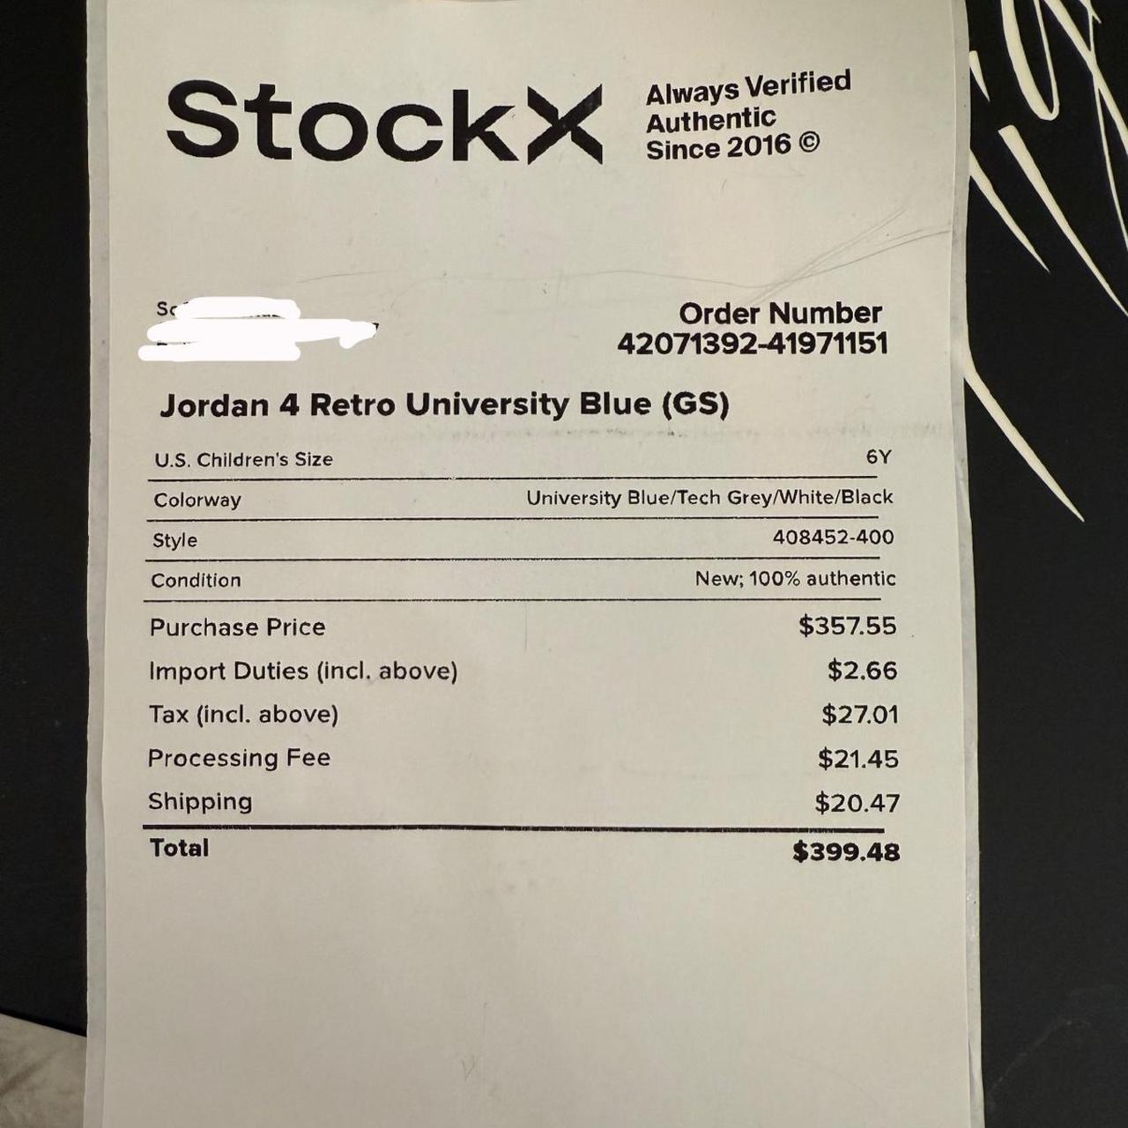 StockX
Always Verified
Authentic
Since 2016 ©
Order Number
42071392-41971151
Jordan 4 Retro University Blue (GS)
U.S. Children's Size 6Y
Colorway University Blue/Tech Grey/White/Black
Style 408452-400
Condition New; 100% authentic
Purchase Price $357.55
Import Duties (incl. above) $2.66
Tax (incl. above) $27.01
Processing Fee $21.45
Shipping $20.47
Total $399.48